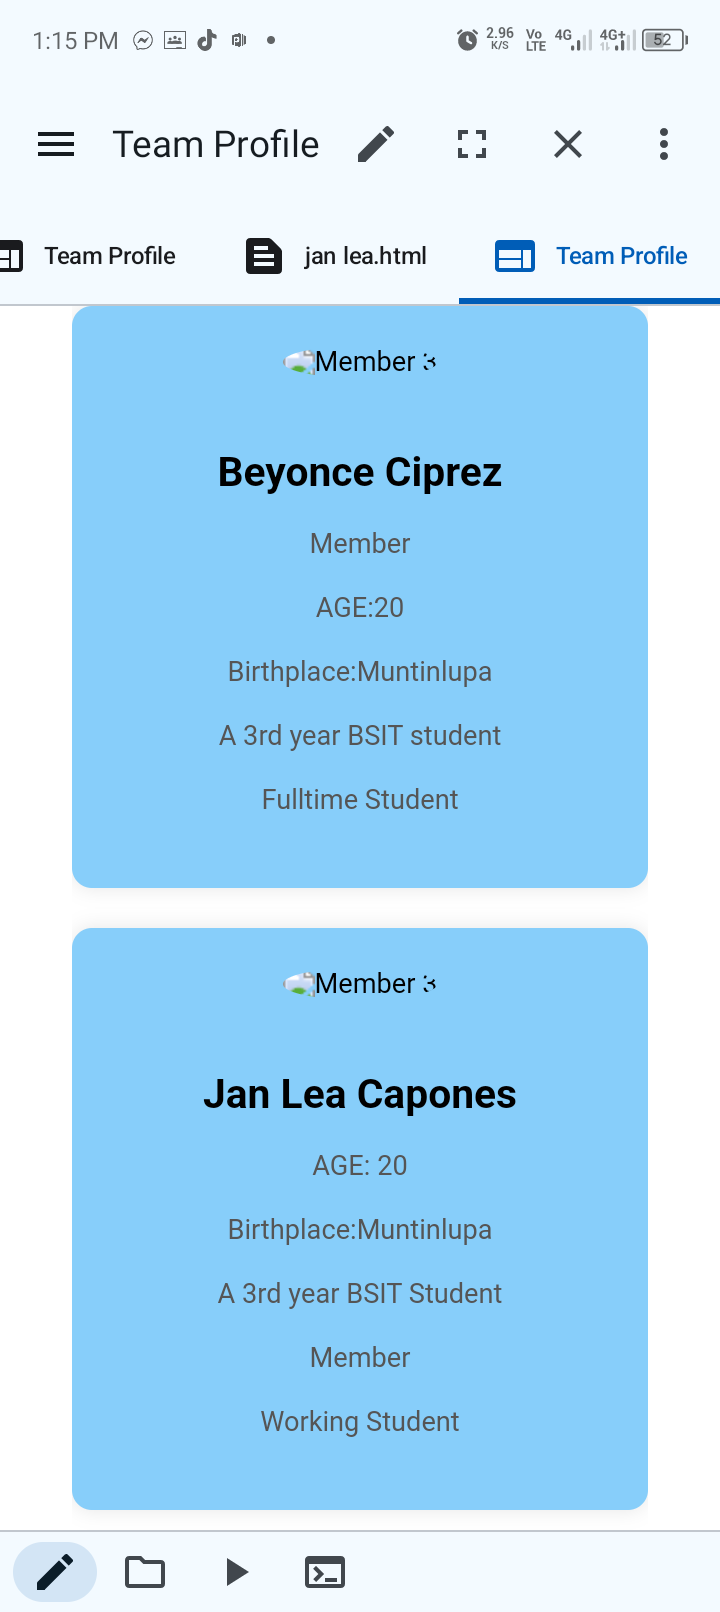 1:15 PM
2.96
K/S
Vo
LTE
4G
4G+
52
Team Profile
Team Profile
jan lea.html
Team Profile
Member 3
Beyonce Ciprez
Member
AGE:20
Birthplace:Muntinlupa
A 3rd year BSIT student
Fulltime Student
Member 3
Jan Lea Capones
AGE: 20
Birthplace:Muntinlupa
A 3rd year BSIT Student
Member
Working Student